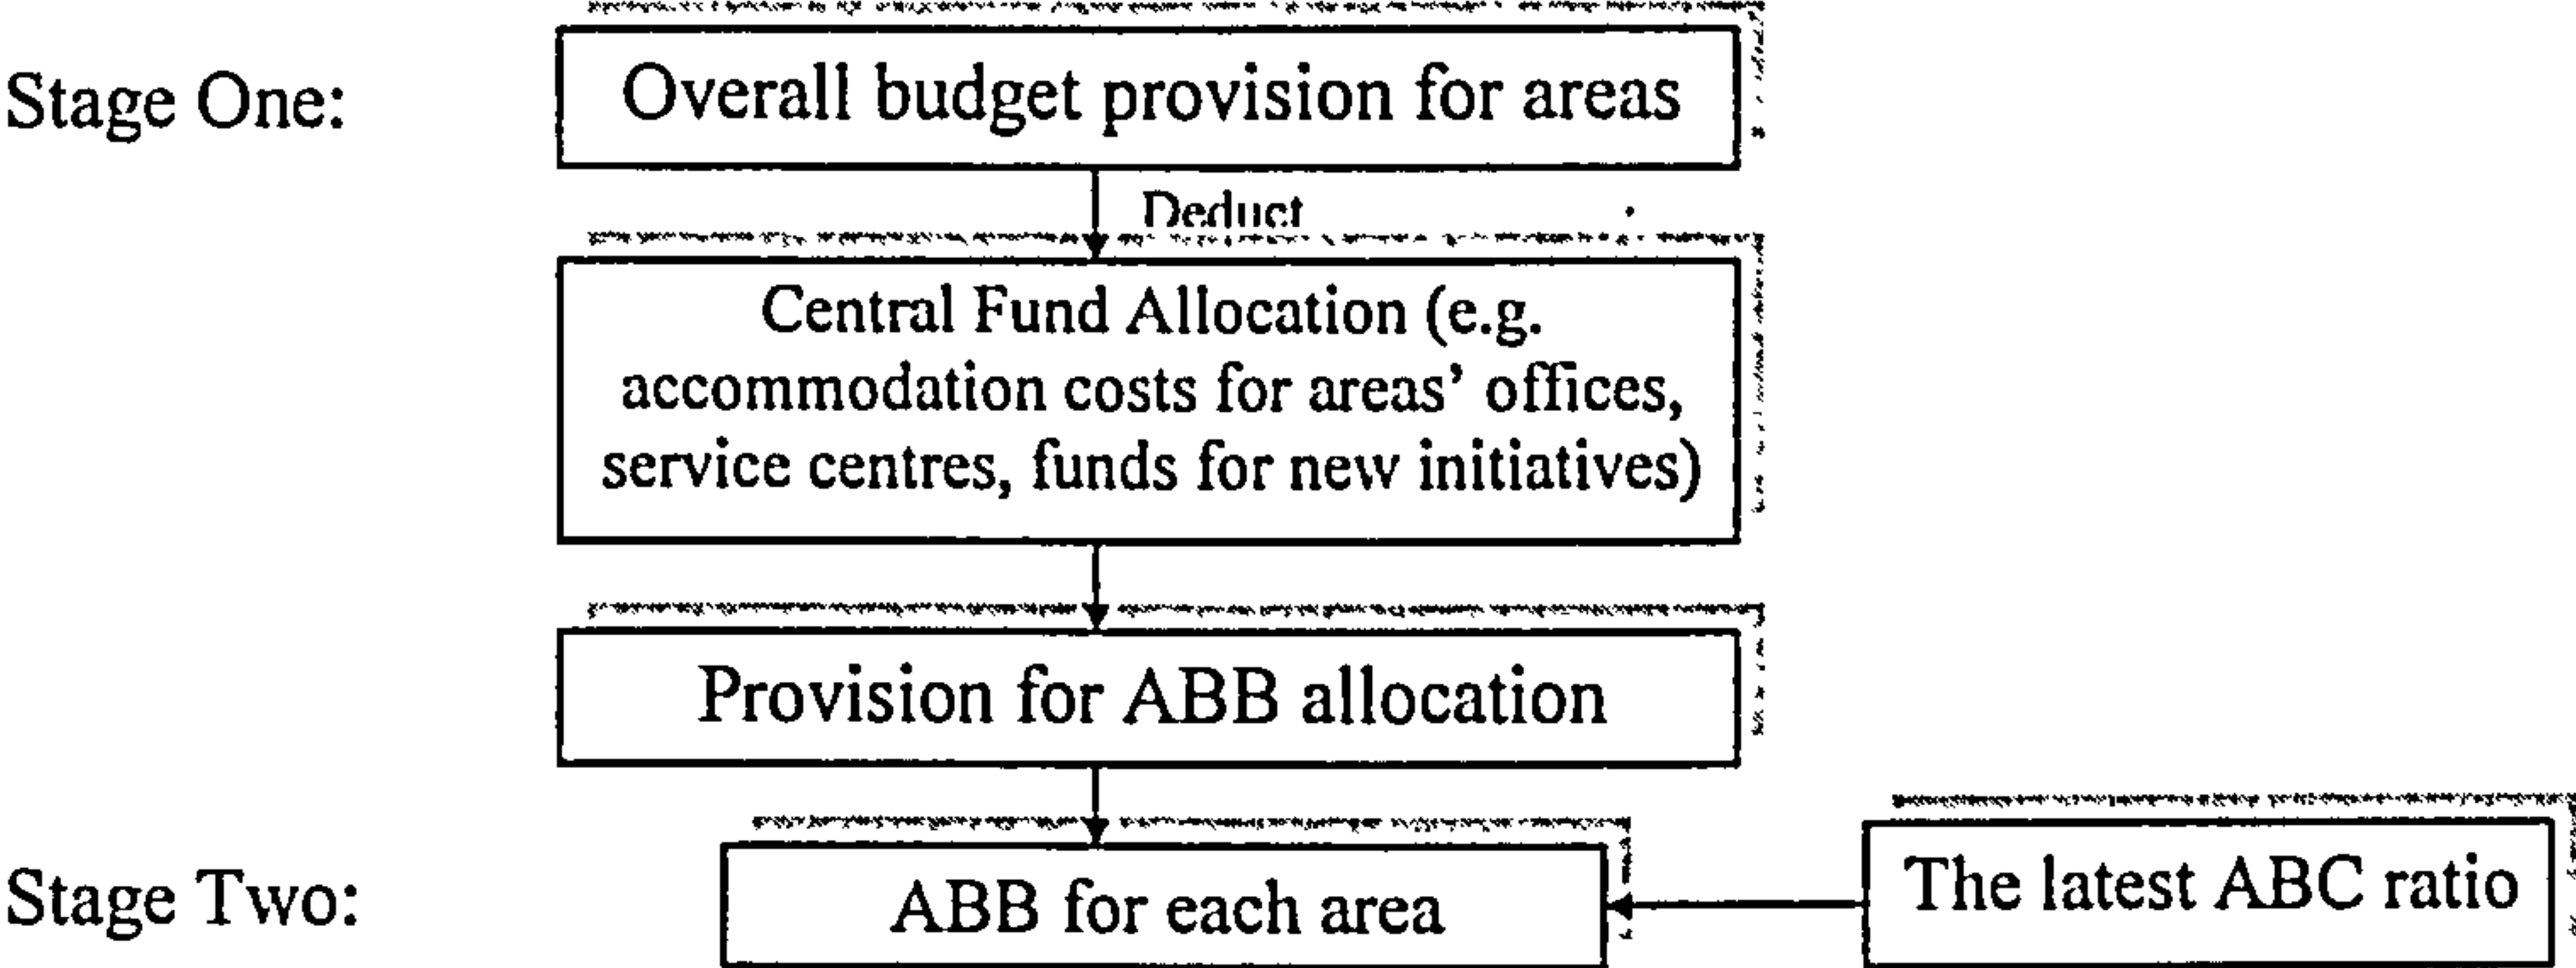 Stage One:
Overall budget provision for areas
Deduct
Central Fund Allocation (e.g.
accommodation costs for areas’ offices,
service centres, funds for new initiatives)
Provision for ABB allocation
Stage Two:
ABB for each area
The latest ABC ratio